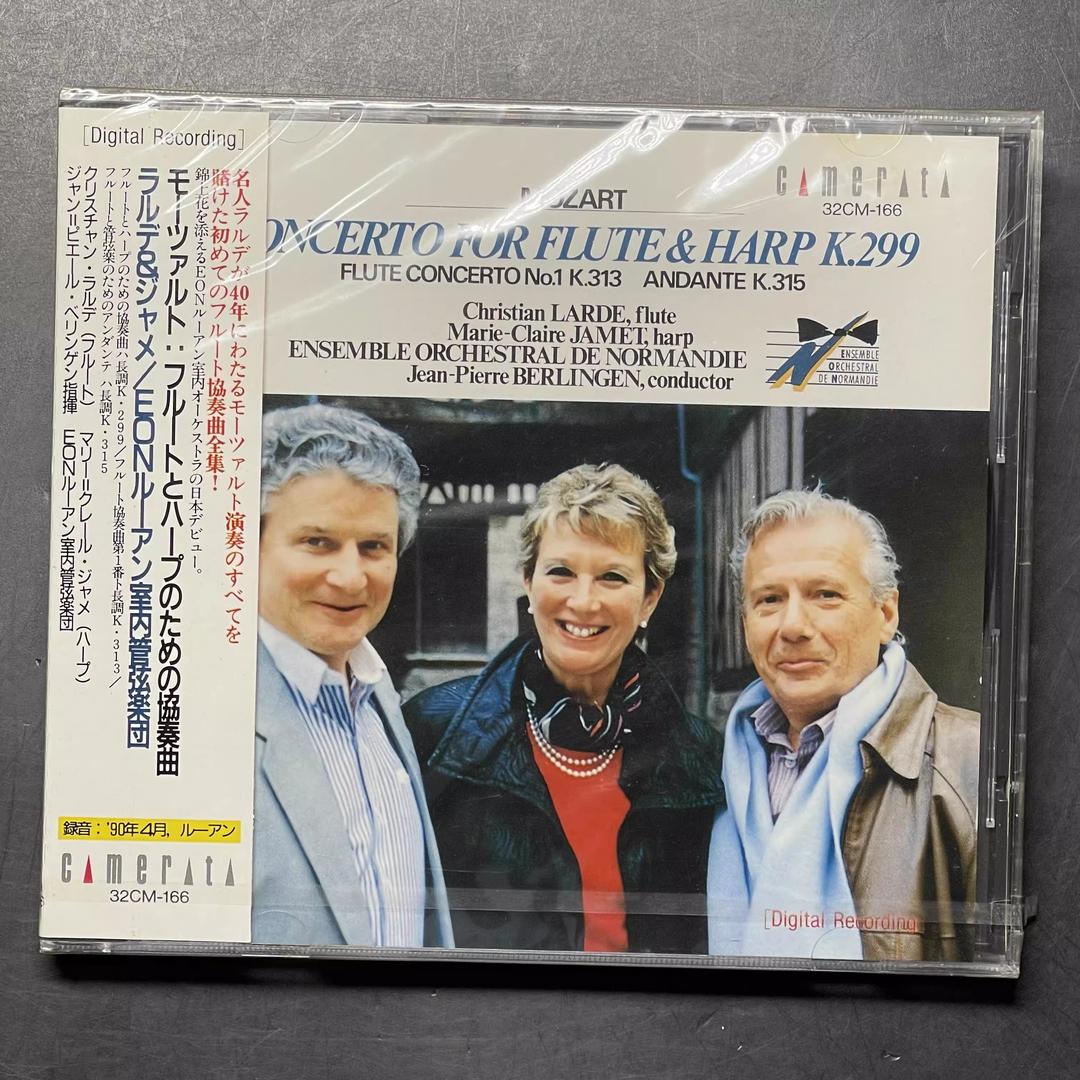 [Digital Recording]
名人ラルデが40年にわたるモーツァルト演奏のすべてを
賭けた初めてのフルート協奏曲全集！
錦上花を添えるEONルーアン室内オーケストラの日本デビュー。
モーツァルト：フルートとハープのための協奏曲
ラルデ&ジャメ／EONルーアン室内管弦楽団
フルートとハープのための協奏曲ハ長調K・299／フルート協奏曲第1番ト長調K・313／
フルートと管弦楽のためのアンダンテ ハ長調K・315
クリスチャン・ラルデ（フルート） マリー=クレール・ジャメ（ハープ）
ジャン=ピエール・ベリンゲン指揮 EONルーアン室内管弦楽団
録音：'90年4月，ルーアン
camerata
32CM-166
camerata
32CM-166
MOZART
ONCERTO FOR FLUTE & HARP K.299
FLUTE CONCERTO No.1 K.313 ANDANTE K.315
Christian LARDE, flute
Marie-Claire JAMET, harp
ENSEMBLE ORCHESTRAL DE NORMANDIE
Jean-Pierre BERLINGEN, conductor
ENSEMBLE
ORCHESTRAL
DE NORMANDIE
[Digital Recording]